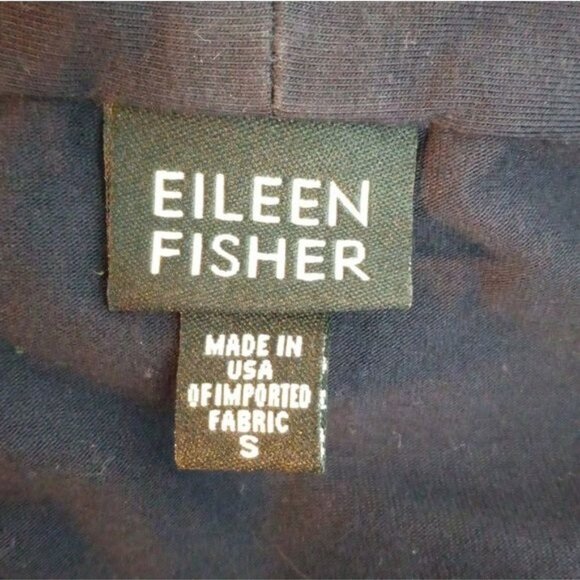 EILEEN
FISHER
MADE IN
USA
OF IMPORTED
FABRIC
S